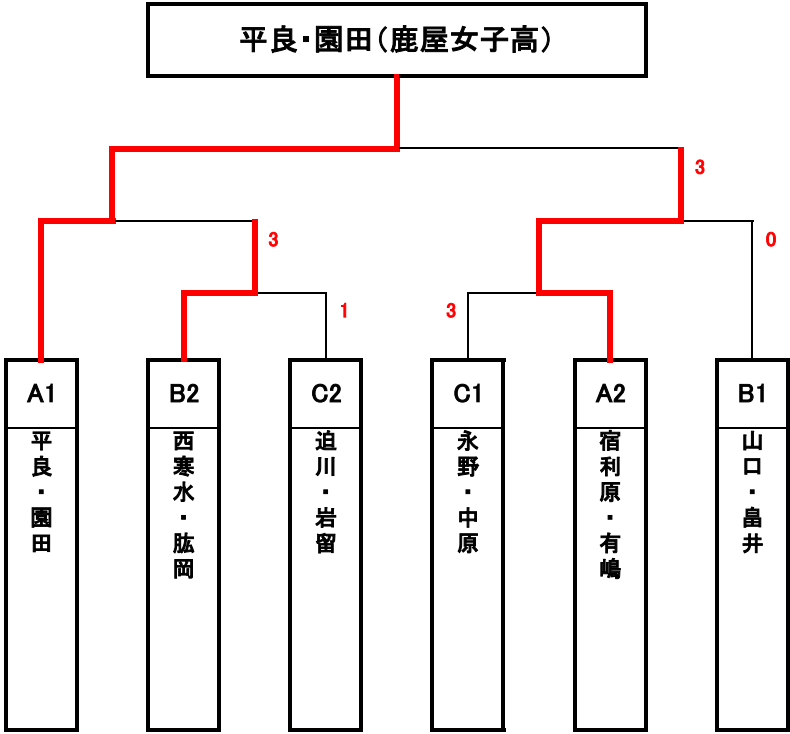 平良・園田(鹿屋女子高)
3
3
0
1
3
A1
B2
C2
C1
A2
B1
平良・園田
西寒水・肱岡
迫川・岩留
永野・中原
宿利原・有嶋
山口・畠井